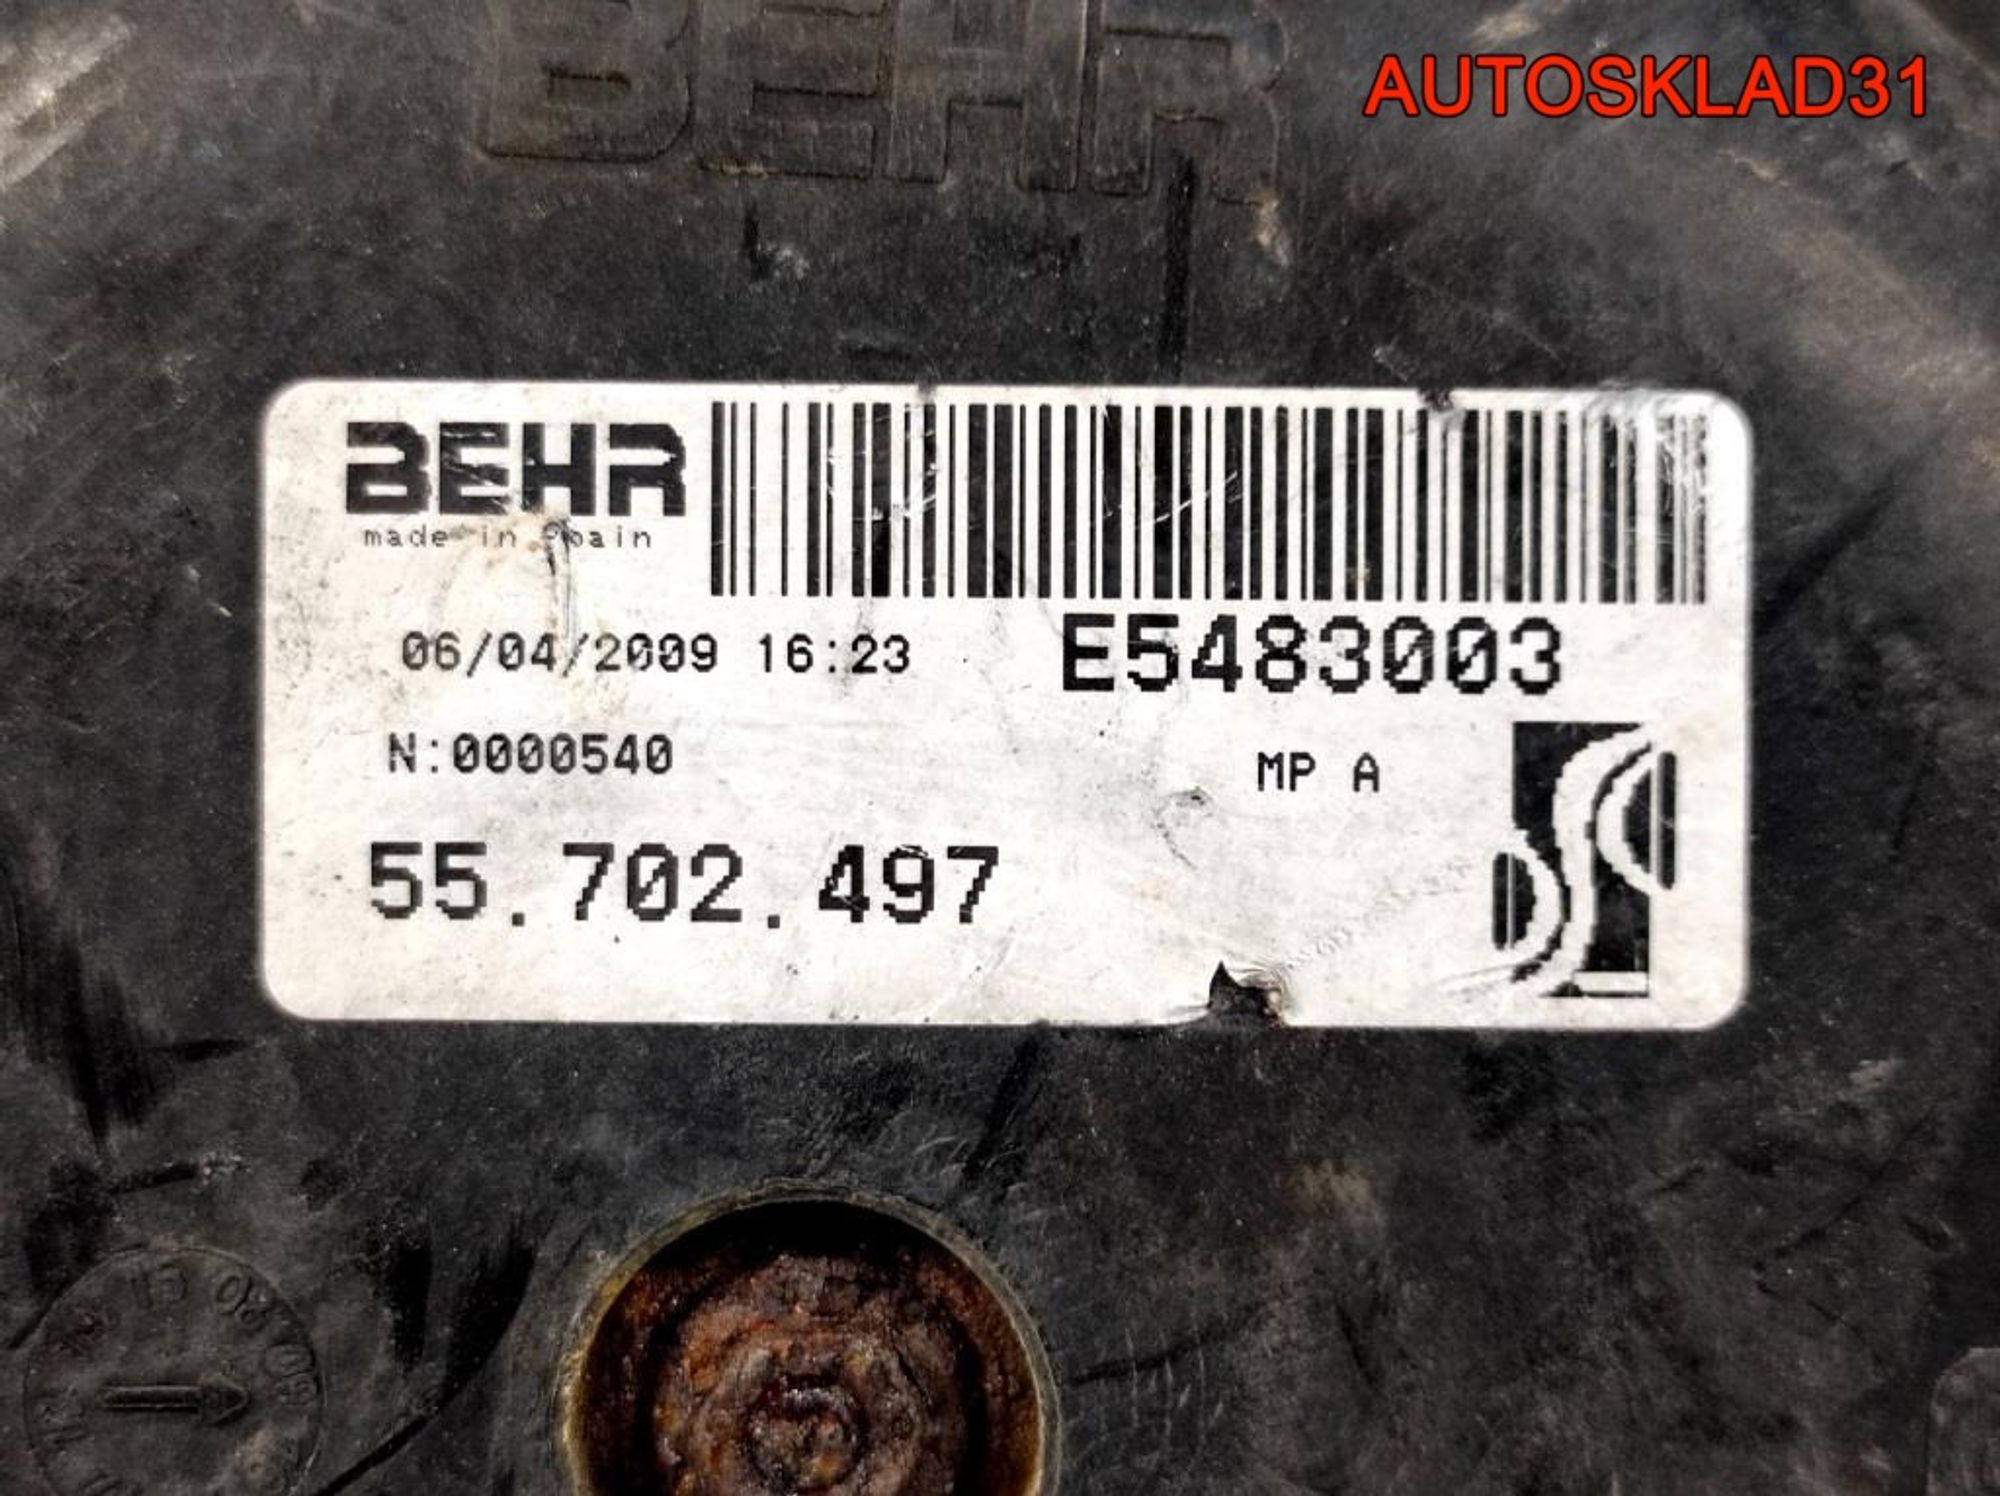 BEHR
AUTOSKLAD31
BEHR
made in Spain
06/04/2009 16:23
E5483003
N:0000540
MP A
55.702.497